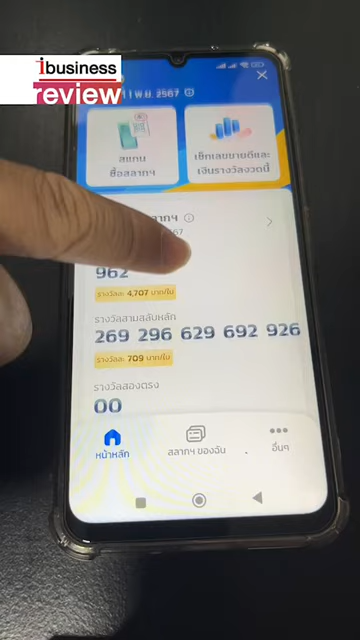 ibusiness
review
1 พ.ย. 2567
สแกน
ซื้อสลากฯ
เช็กเลขขายดีและ
เงินรางวัลงวดนี้
962
รางวัลละ 4,707 บาท/ใบ
รางวัลสามสลับหลัก
269 296 629 692 926
รางวัลละ 709 บาท/ใบ
รางวัลสองตรง
00
หน้าหลัก
สลากฯ ของฉัน
อื่นๆ